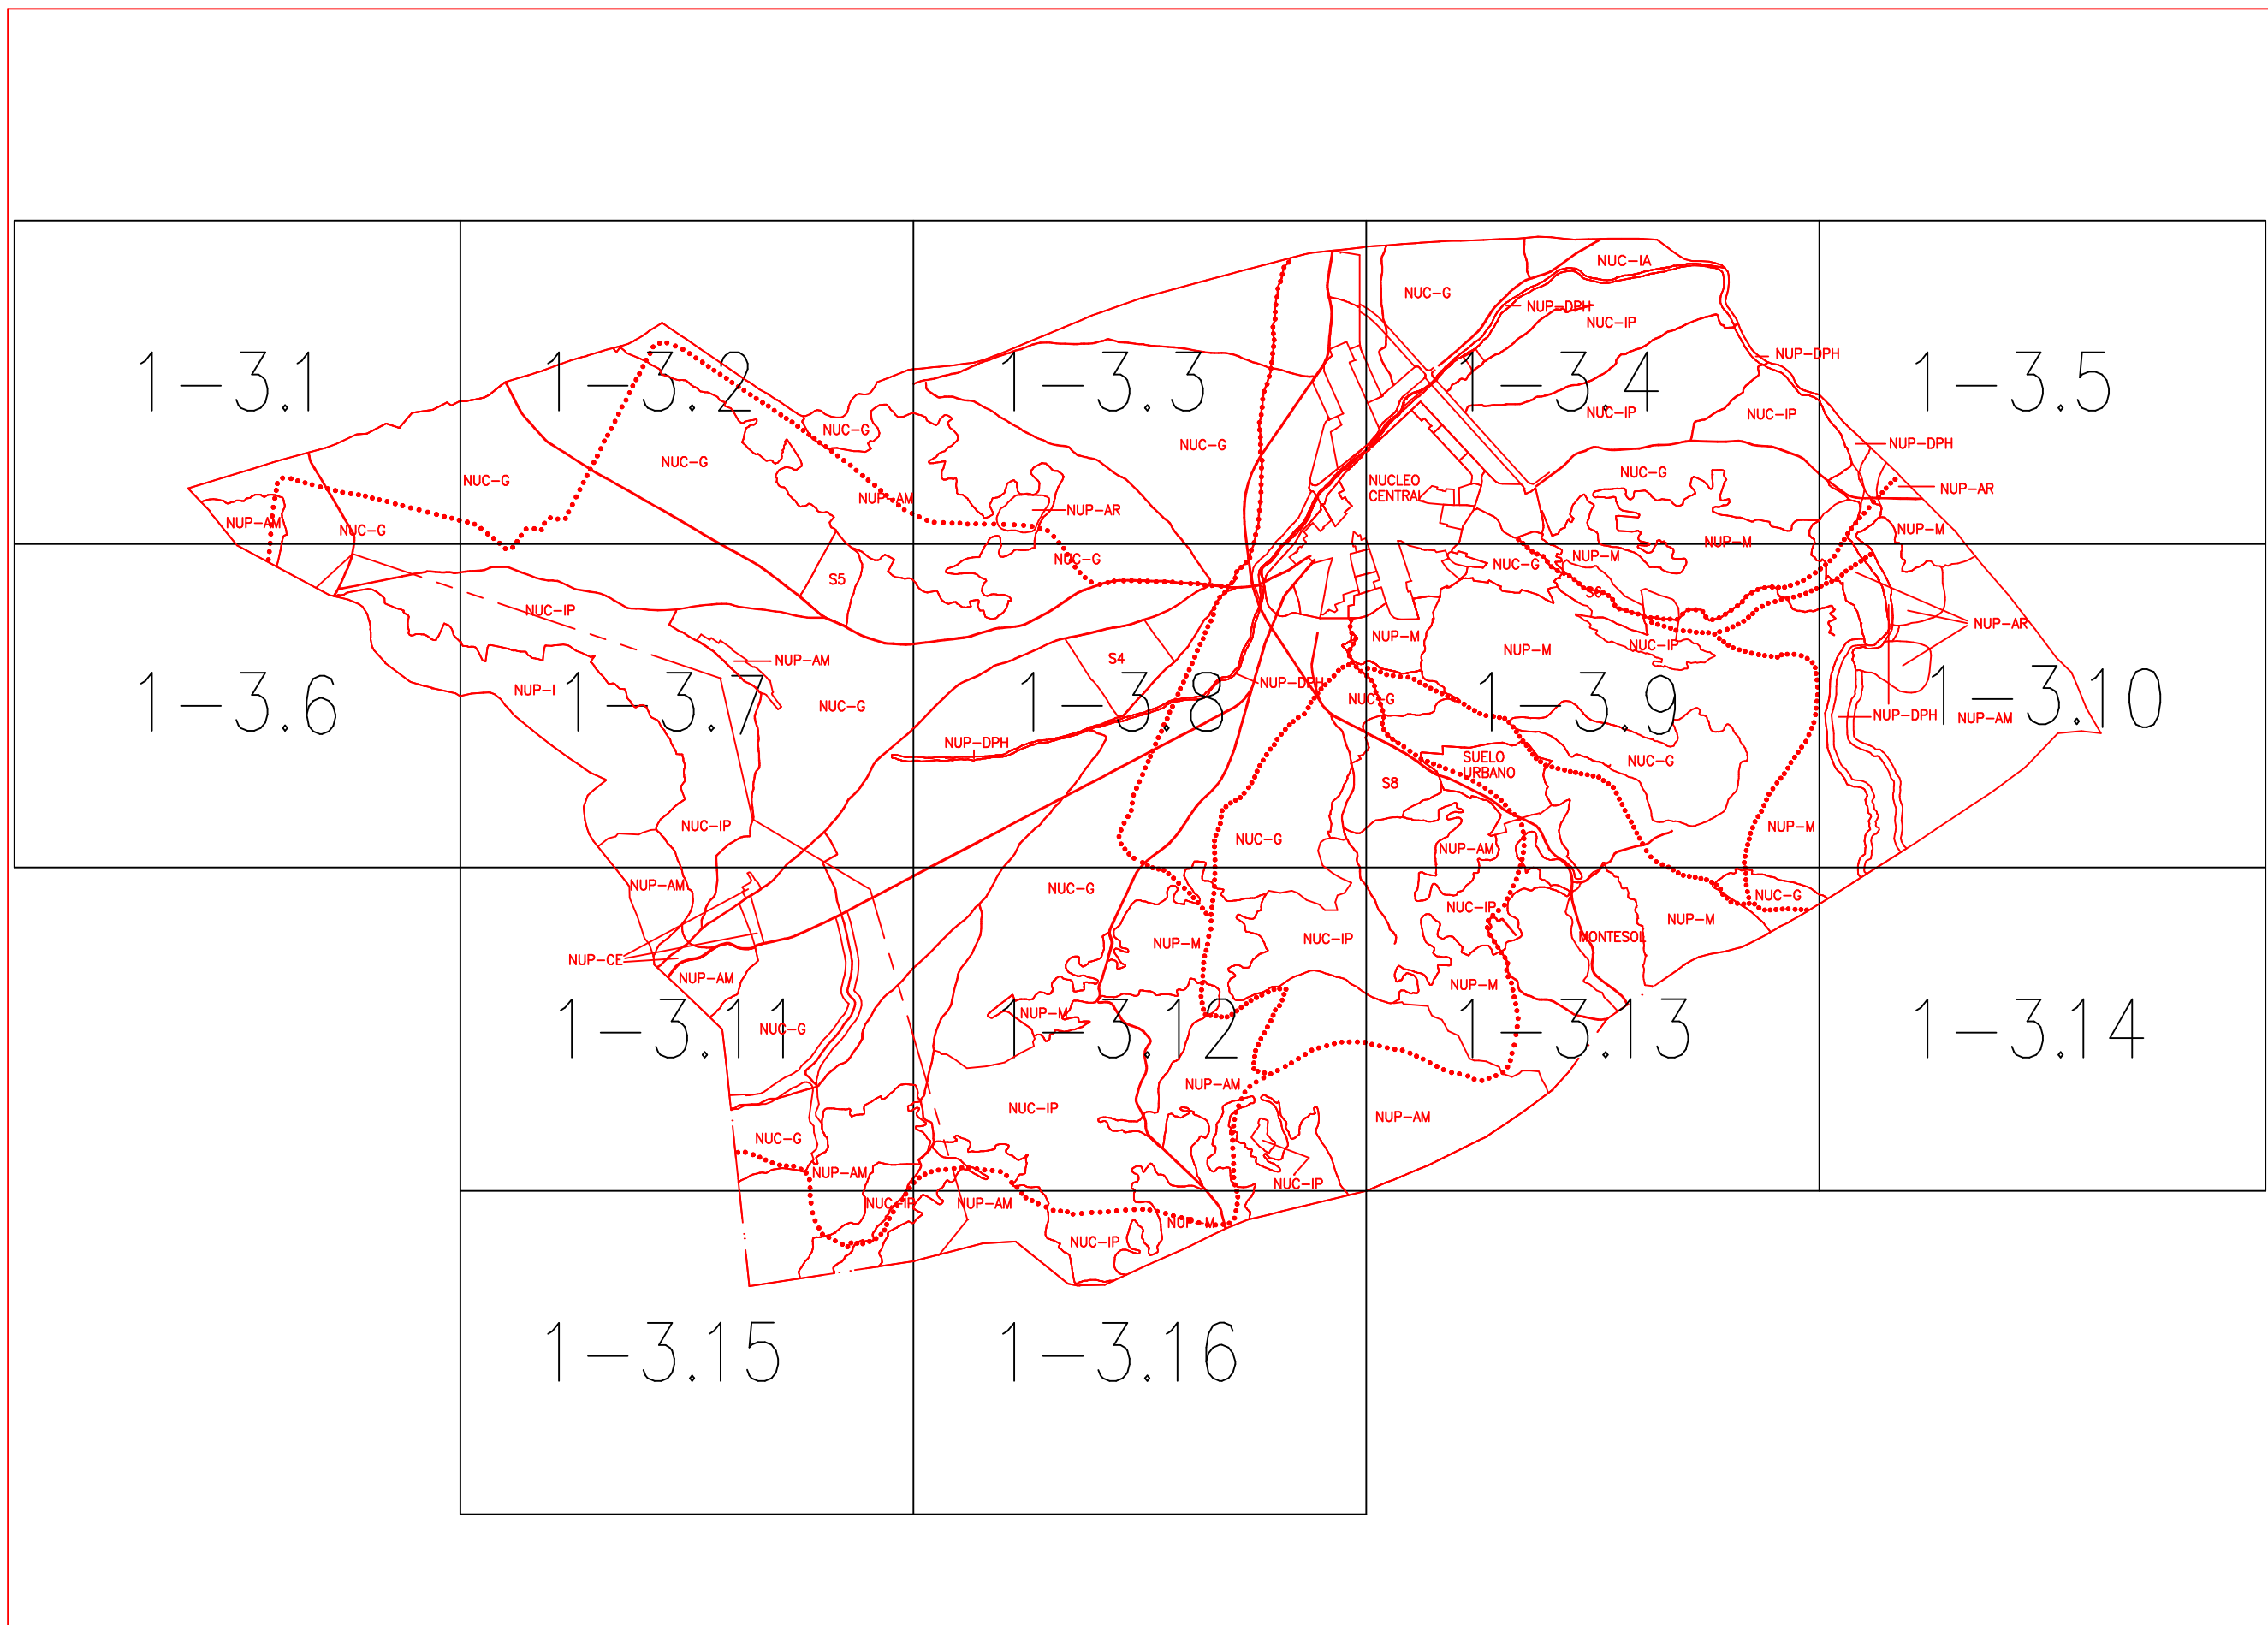 NUC-IA
NUC-G
NUP-DPH
NUC-IP
NUP-DPH
1-3.1
1-3.2
1-3.3
1-3.4
1-3.5
NUC-IP
NUC-IP
NUC-G
NUC-G
NUP-DPH
NUC-G
NUC-G
NUC-G
NUCLEO
CENTRAL
NUP-AR
NUP-AM
NUP-AR
NUP-AM
NUC-G
NUP-M
NUP-M
NUC-G
NUP-M
NUC-G
S5
S6
NUC-IP
NUP-AR
NUP-M
NUC-IP
NUP-M
NUP-AM
S4
NUP-DPH
1-3.6
NUP-I
1-3.7
NUC-G
1-3.8
NUC-G
1-3.9
NUP-DPH
NUP-AM
1-3.10
NUP-DPH
SUELO
URBANO
NUC-G
S8
NUC-IP
NUC-G
NUP-M
NUP-AM
NUP-AM
NUC-G
NUC-G
NUC-IP
NUP-M
NUP-M
NUC-IP
MONTESOL
NUP-CE
NUP-AM
NUP-M
NUP-M
1-3.11
NUC-G
1-3.12
1-3.13
1-3.14
NUP-AM
NUC-IP
NUP-AM
NUC-G
NUP-AM
NUC-IP
NUC-IP
NUP-AM
NUP-M
NUC-IP
1-3.15
1-3.16